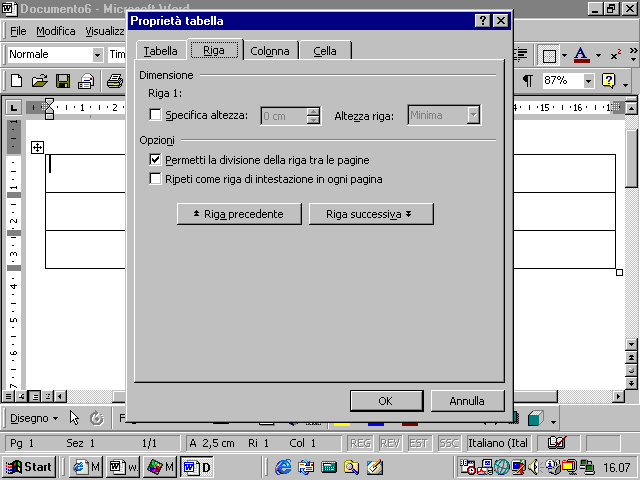 Documento6 - Microsoft Word
File Modifica Visualizza
Normale Tim
87%
Proprietà tabella
Tabella Riga Colonna Cella
Dimensione
Riga 1:
Specifica altezza: 0 cm Altezza riga: Minima
Opzioni
Permetti la divisione della riga tra le pagine
Ripeti come riga di intestazione in ogni pagina
Riga precedente Riga successiva
OK Annulla
Disegno
Pg 1 Sez 1 1/1 A 2,5 cm Ri 1 Col 1 REG REV EST SSC Italiano (Ital
Start M w. M D 16.07